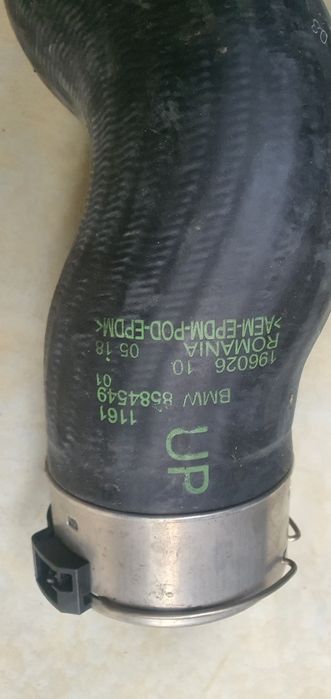 >AEM-EPDM-POD-EPDM<
ROMANIA 05·18
196026 10
BMW 8584549
01
1161
UP